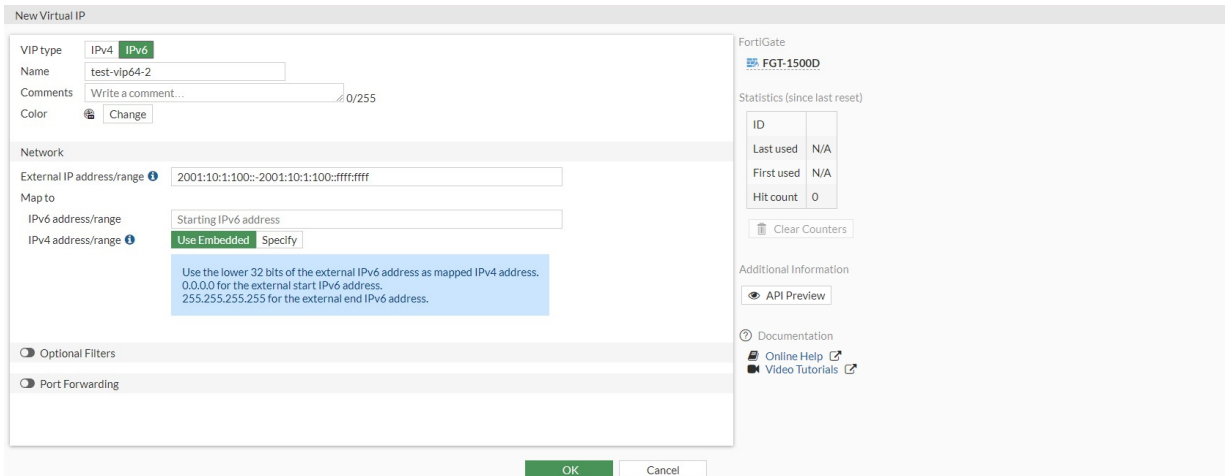 New Virtual IP
VIP type IPv4 IPv6
Name test-vip64-2
Comments Write a comment... 0/255
Color Change
Network
External IP address/range 2001:10:1:100::-2001:10:1:100::ffff:ffff
Map to
IPv6 address/range Starting IPv6 address
IPv4 address/range Use Embedded Specify
Use the lower 32 bits of the external IPv6 address as mapped IPv4 address.
0.0.0.0 for the external start IPv6 address.
255.255.255.255 for the external end IPv6 address.
Optional Filters
Port Forwarding
OK Cancel
FortiGate
FGT-1500D
Statistics (since last reset)
ID
Last used N/A
First used N/A
Hit count 0
Clear Counters
Additional Information
API Preview
Documentation
Online Help
Video Tutorials